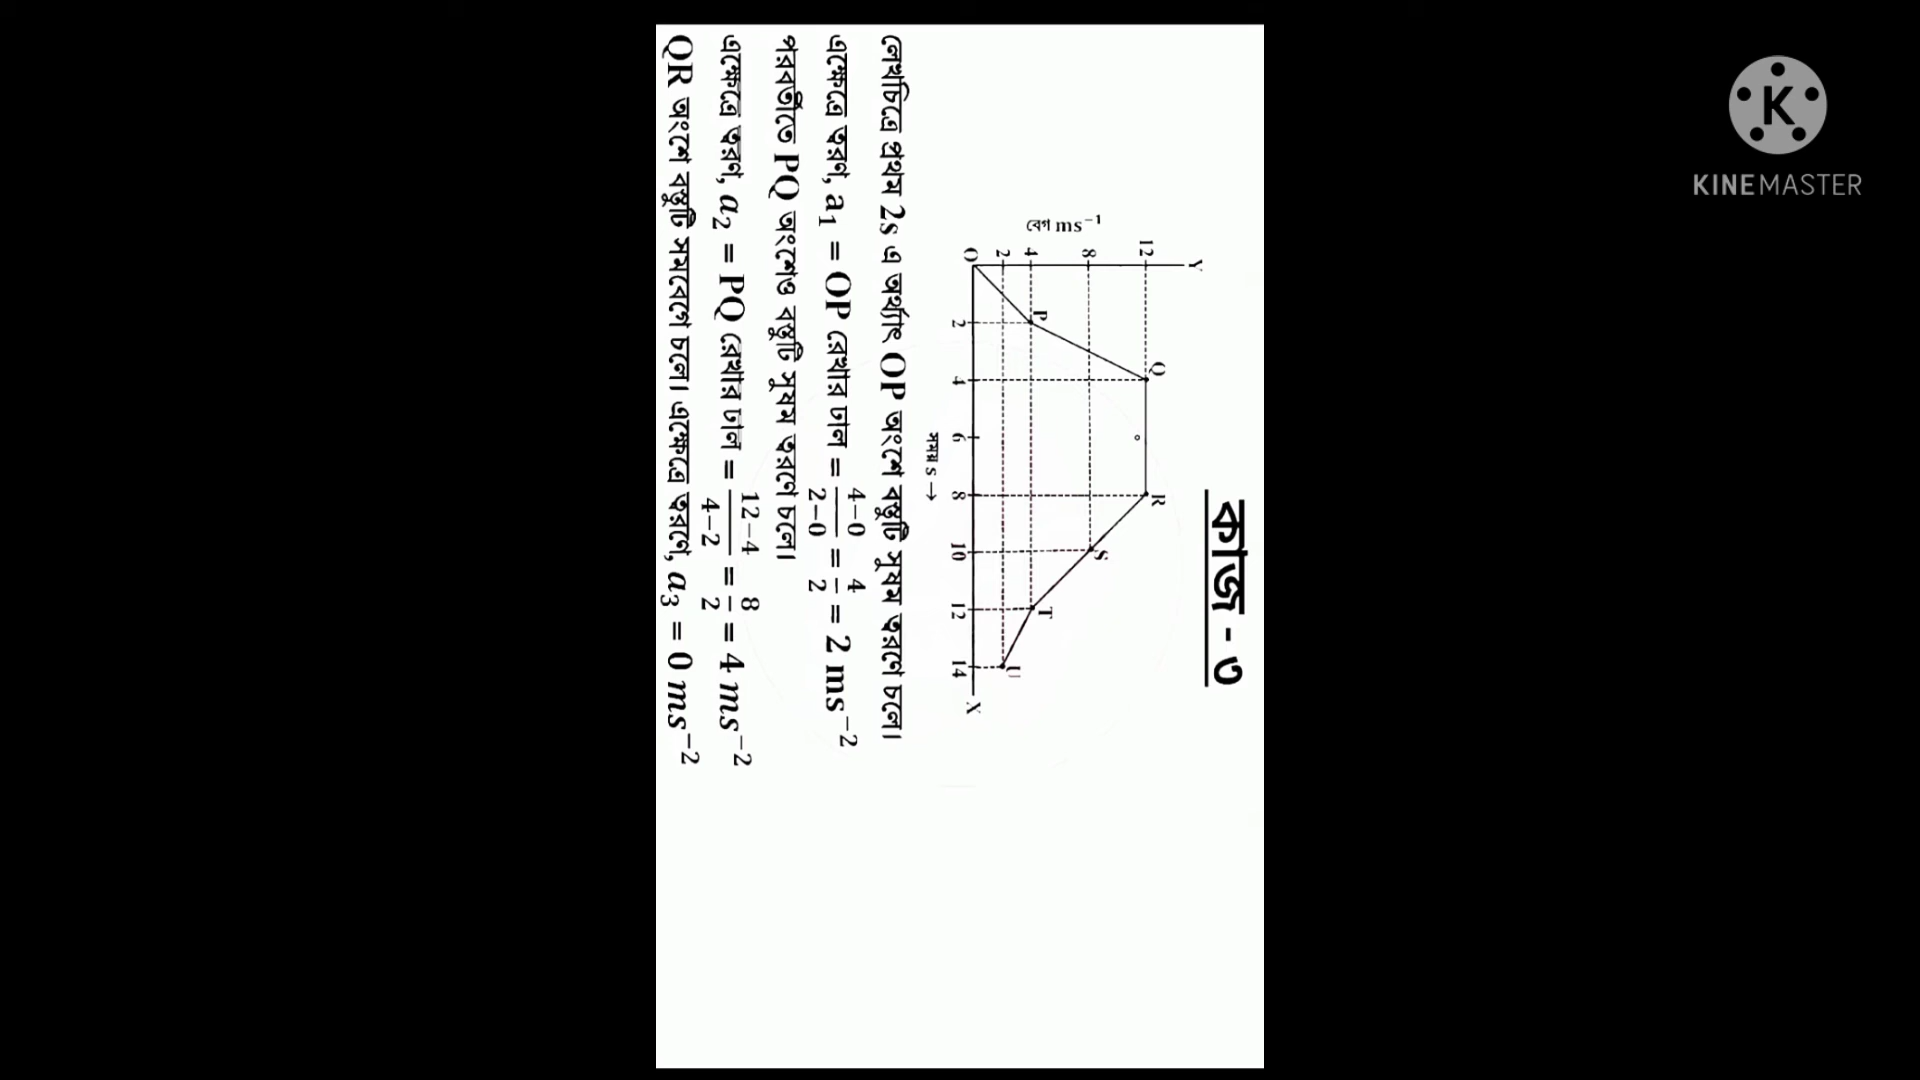 কাজ - ৩
Y
12
8
4
2
O
বেগ ms⁻¹
P
Q
R
S
T
U
2 4 6 8 10 12 14 X
সময় s →
লেখচিত্রে প্রথম 2s এ অর্থ্যাৎ OP অংশে বস্তুটি সুষম ত্বরণে চলে।
এক্ষেত্রে ত্বরণ, a₁ = OP রেখার ঢাল = 4−0/2−0 = 4/2 = 2 ms⁻²
পরবর্তীতে PQ অংশেও বস্তুটি সুষম ত্বরণে চলে।
এক্ষেত্রে ত্বরণ, a₂ = PQ রেখার ঢাল = 12−4/4−2 = 8/2 = 4 ms⁻²
QR অংশে বস্তুটি সমবেগে চলে। এক্ষেত্রে ত্বরণে, a₃ = 0 ms⁻²
K
KINEMASTER